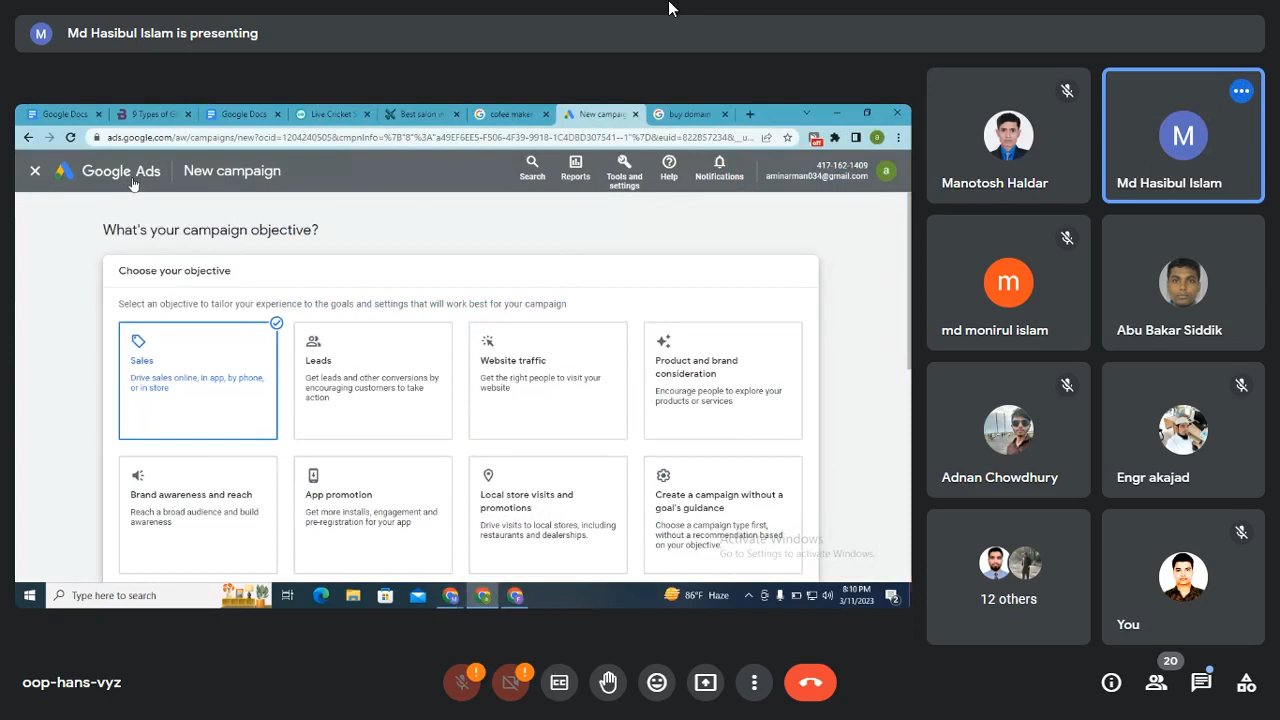 M
Md Hasibul Islam is presenting
Google Docs
9 Types of G
Google Docs
Live Cricket S
Best salon m
cofee maker
New campaig
buy domain
ads.google.com/aw/campaigns/new?ocid=1204240505&cmpnInfo=%7B"8"%3A"a49EF6EE5-F506-4F39-9918-1C4DBD307541--1"%7D&euid=822857234&__u...
off
a
Google Ads
New campaign
Search
Reports
Tools and
settings
Help
Notifications
417-162-1409
aminarman034@gmail.com
a
What's your campaign objective?
Choose your objective
Select an objective to tailor your experience to the goals and settings that will work best for your campaign
Sales
Drive sales online, in app, by phone,
or in store
Leads
Get leads and other conversions by
encouraging customers to take
action
Website traffic
Get the right people to visit your
website
Product and brand
consideration
Encourage people to explore your
products or services
Brand awareness and reach
Reach a broad audience and build
awareness
App promotion
Get more installs, engagement and
pre-registration for your app
Local store visits and
promotions
Drive visits to local stores, including
restaurants and dealerships.
Create a campaign without a
goal's guidance
Choose a campaign type first,
without a recommendation based
on your objective.
Activate Windows
Go to Settings to activate Windows.
Type here to search
86°F Haze
8:10 PM
3/11/2023
2
Manotosh Haldar
M
Md Hasibul Islam
m
md monirul islam
Abu Bakar Siddik
Adnan Chowdhury
Engr akajad
12 others
You
oop-hans-vyz
20